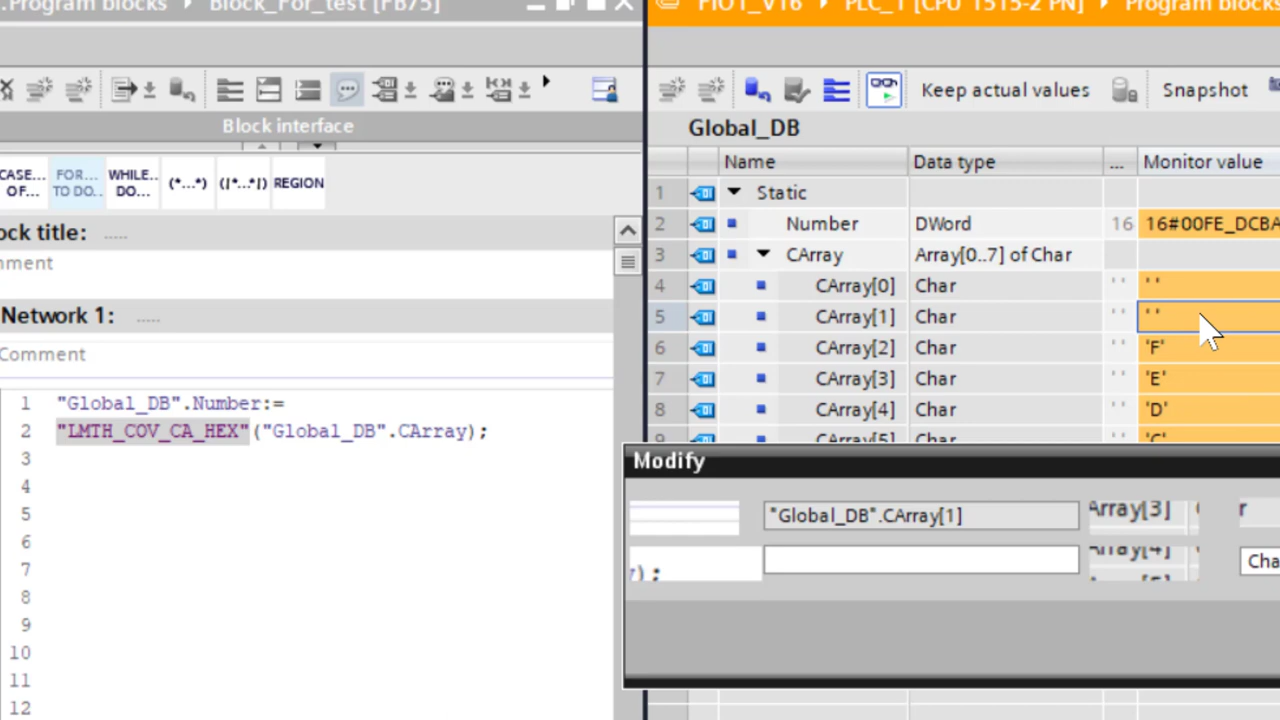 .Program blocks ▸ Block_For_test [FB75]
Block interface
CASE... OF...
FOR... TO DO..
WHILE.. DO...
(*...*)
(|*...*|)
REGION
ock title: .....
nment
Network 1: .....
Comment
1 "Global_DB".Number:=
2 "LMTH_COV_CA_HEX"("Global_DB".CArray);
3
4
5
6
7
8
9
10
11
12
FIOT_V16 ▸ PLC_1 [CPU 1515-2 PN] ▸ Program blocks
Keep actual values Snapshot
Global_DB
Name Data type ... Monitor value
1 Static
2 Number DWord 16 16#00FE_DCBA
3 CArray Array[0..7] of Char
4 CArray[0] Char ' ' ' '
5 CArray[1] Char ' ' ' '
6 CArray[2] Char ' ' 'F'
7 CArray[3] Char ' ' 'E'
8 CArray[4] Char ' ' 'D'
9 CArray[5] Char ' ' 'C'
Modify
"Global_DB".CArray[1] Array[3] r
); Array[4] Cha